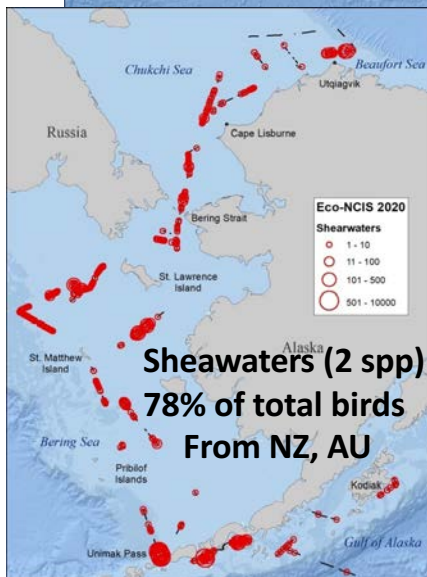 Chukchi Sea
Beaufort Sea
Utqiagvik
Russia
Cape Lisburne
Bering Strait
Eco-NCIS 2020
Shearwaters
1 - 10
11 - 100
101 - 500
501 - 10000
St. Lawrence
Island
St. Matthew
Island
Alaska
Sheawaters (2 spp)
78% of total birds
From NZ, AU
Bering Sea
Pribilof
Islands
Kodiak
Unimak Pass
Gulf of Alaska